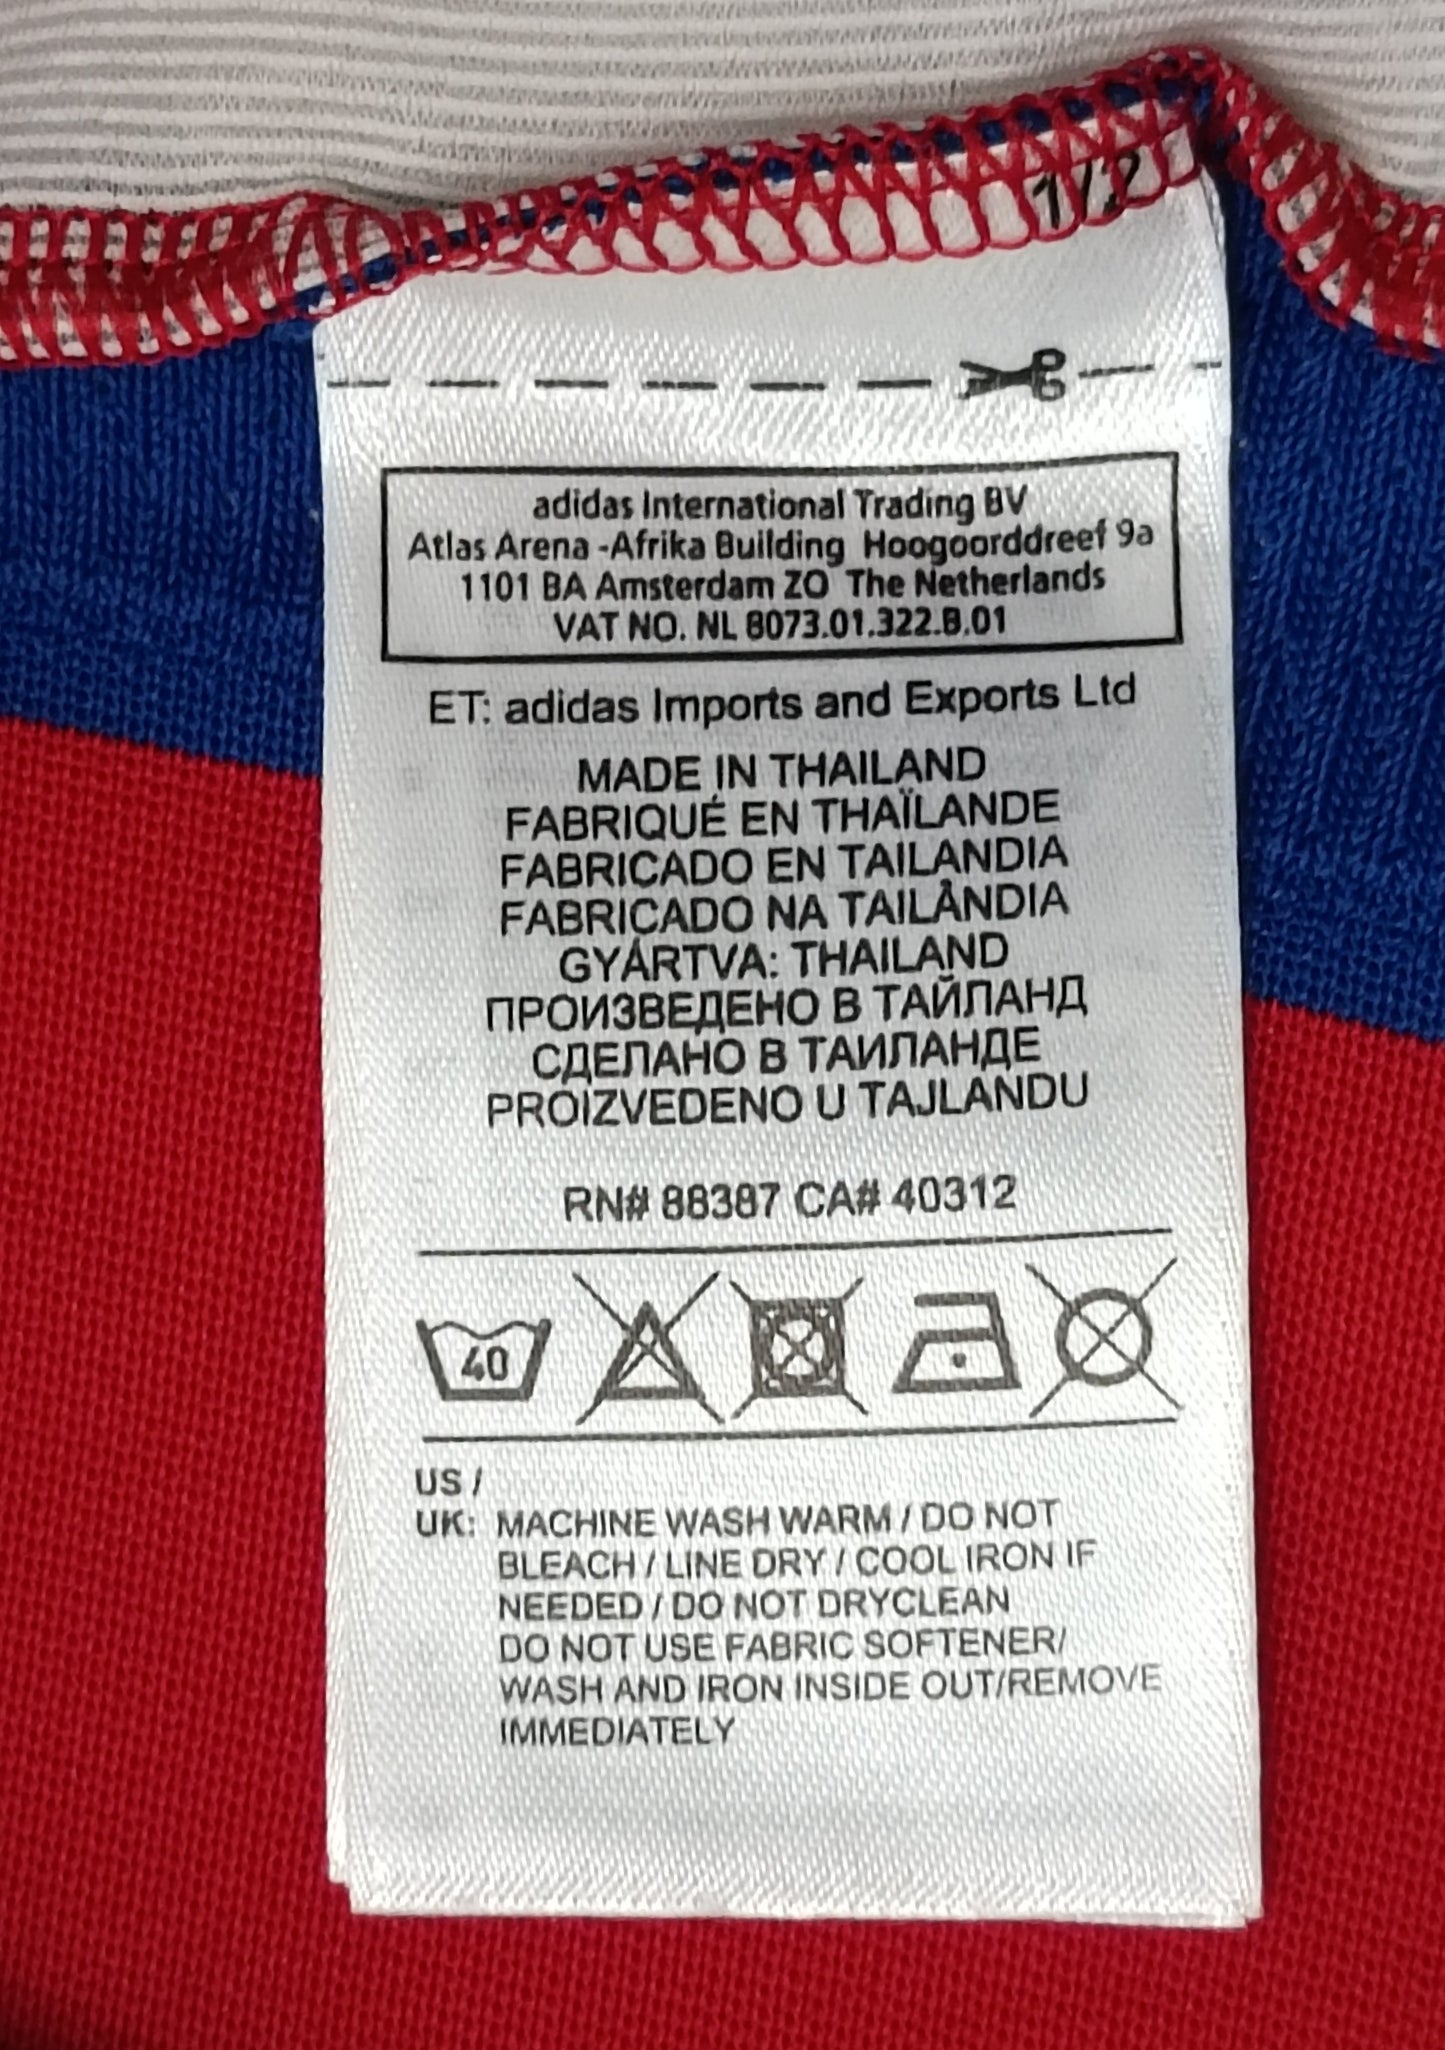 1/2
adidas International Trading BV
Atlas Arena -Afrika Building Hoogoorddreef 9a
1101 BA Amsterdam ZO The Netherlands
VAT NO. NL 8073.01.322.B.01
ET: adidas Imports and Exports Ltd
MADE IN THAILAND
FABRIQUÉ EN THAÏLANDE
FABRICADO EN TAILANDIA
FABRICADO NA TAILÂNDIA
GYÁRTVA: THAILAND
ПРОИЗВЕДЕНО В ТАЙЛАНД
СДЕЛАНО В ТАИЛАНДЕ
PROIZVEDENO U TAJLANDU
RN# 88387 CA# 40312
40
US /
UK: MACHINE WASH WARM / DO NOT
BLEACH / LINE DRY / COOL IRON IF
NEEDED / DO NOT DRYCLEAN
DO NOT USE FABRIC SOFTENER/
WASH AND IRON INSIDE OUT/REMOVE
IMMEDIATELY